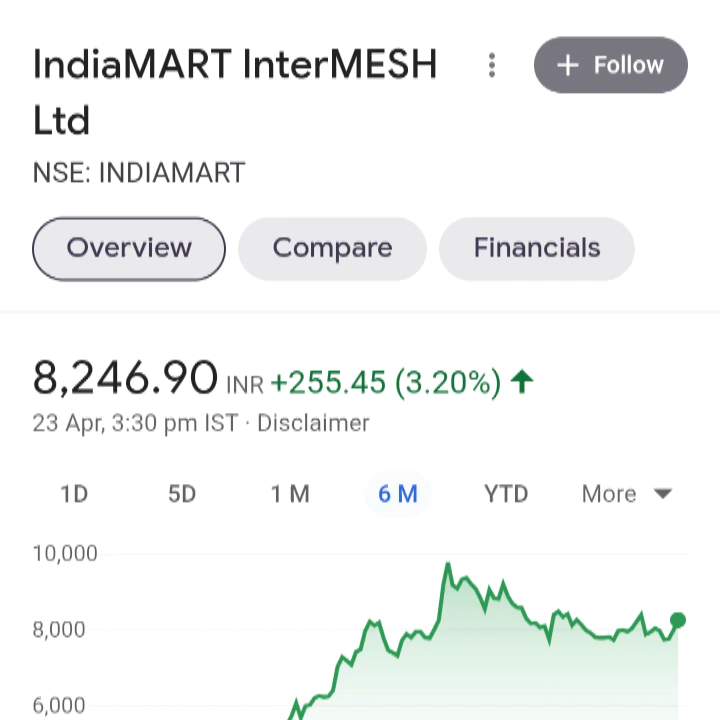 IndiaMART InterMESH
Ltd
+ Follow
NSE: INDIAMART
Overview
Compare
Financials
8,246.90 INR +255.45 (3.20%)
23 Apr, 3:30 pm IST · Disclaimer
1D 5D 1 M 6 M YTD More
10,000
8,000
6,000